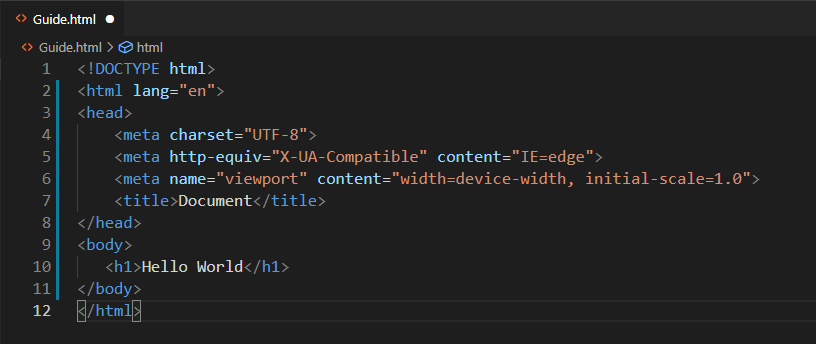 Guide.html
Guide.html > html
1 <!DOCTYPE html>
2 <html lang="en">
3 <head>
4     <meta charset="UTF-8">
5     <meta http-equiv="X-UA-Compatible" content="IE=edge">
6     <meta name="viewport" content="width=device-width, initial-scale=1.0">
7     <title>Document</title>
8 </head>
9 <body>
10    <h1>Hello World</h1>
11 </body>
12 </html>